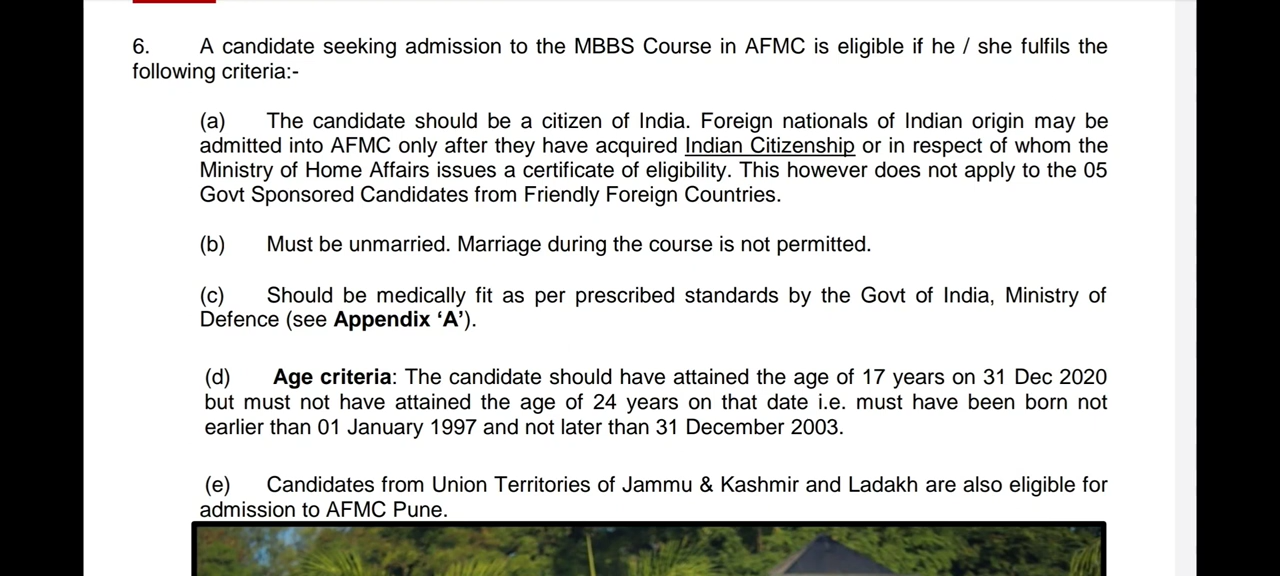 6. A candidate seeking admission to the MBBS Course in AFMC is eligible if he / she fulfils the
following criteria:-
(a) The candidate should be a citizen of India. Foreign nationals of Indian origin may be
admitted into AFMC only after they have acquired Indian Citizenship or in respect of whom the
Ministry of Home Affairs issues a certificate of eligibility. This however does not apply to the 05
Govt Sponsored Candidates from Friendly Foreign Countries.
(b) Must be unmarried. Marriage during the course is not permitted.
(c) Should be medically fit as per prescribed standards by the Govt of India, Ministry of
Defence (see Appendix ‘A’).
(d) Age criteria: The candidate should have attained the age of 17 years on 31 Dec 2020
but must not have attained the age of 24 years on that date i.e. must have been born not
earlier than 01 January 1997 and not later than 31 December 2003.
(e) Candidates from Union Territories of Jammu & Kashmir and Ladakh are also eligible for
admission to AFMC Pune.